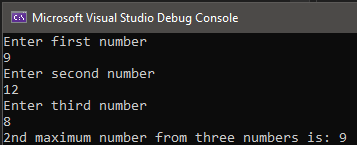 Microsoft Visual Studio Debug Console
Enter first number
9
Enter second number
12
Enter third number
8
2nd maximum number from three numbers is: 9